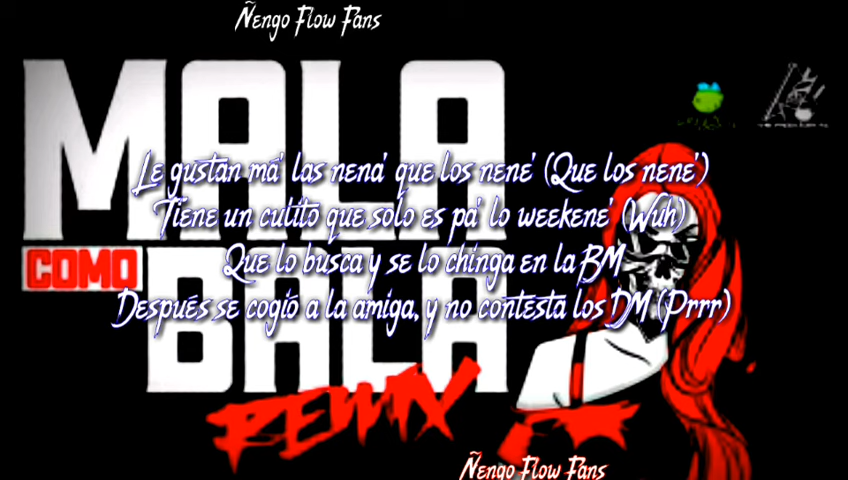 Ñengo Flow Fans
MALA
COMO
BALA
REMIX
Le gustan má' las nena' que los nene' (Que los nene')
Tiene un culito que solo es pa' lo weekene' (Wuh)
Que lo busca y se lo chinga en la BM
Después se cogió a la amiga, y no contesta los DM (Prrr)
Ñengo Flow Fans